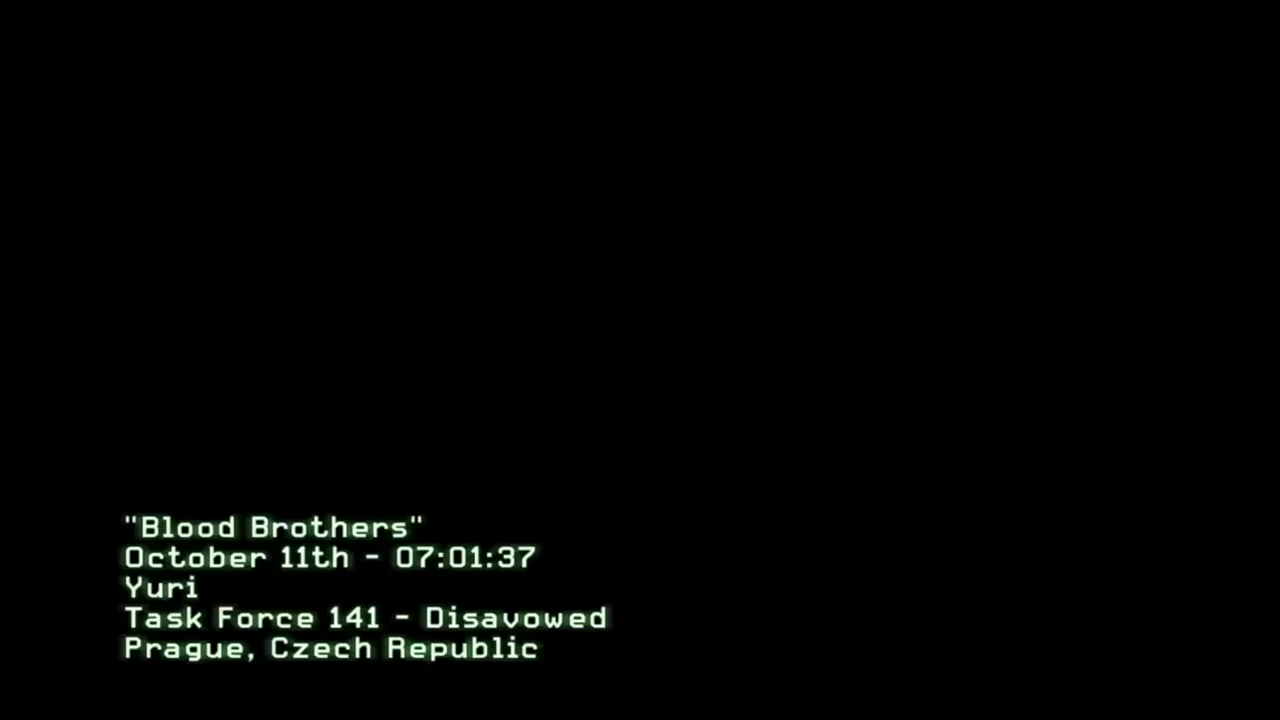 "Blood Brothers"
October 11th - 07:01:37
Yuri
Task Force 141 - Disavowed
Prague, Czech Republic